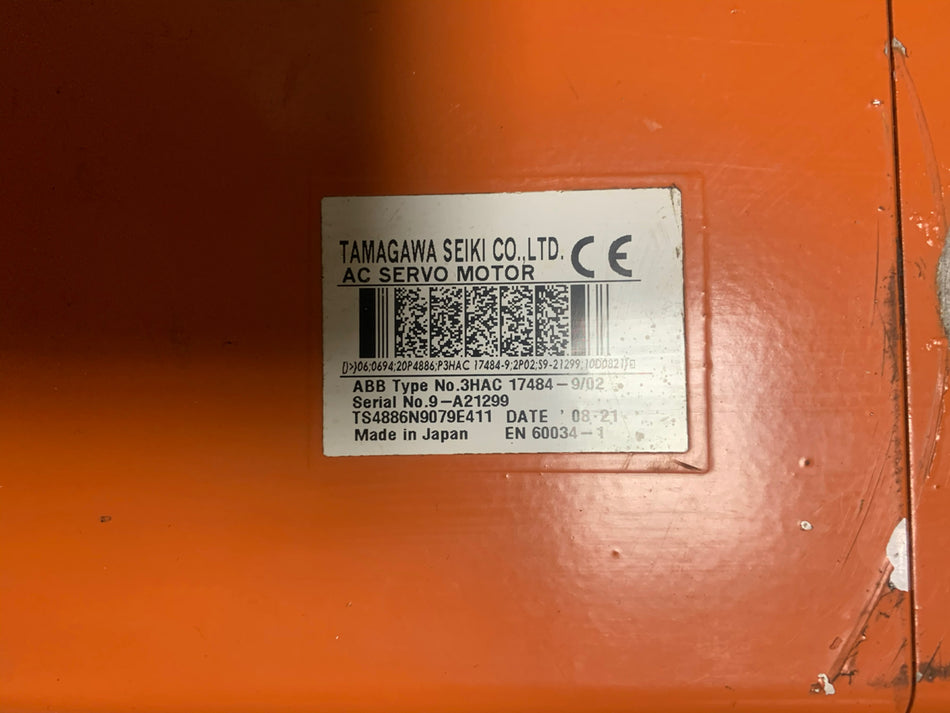 TAMAGAWA SEIKI CO.,LTD. CE
AC SERVO MOTOR
[)>)06;0694;20P4886;P3HAC 17484-9;2P02;S9-21299;10D0821;
ABB Type No.3HAC 17484-9/02
Serial No.9-A21299
TS4886N9079E411 DATE ' 08·21
Made in Japan EN 60034-1